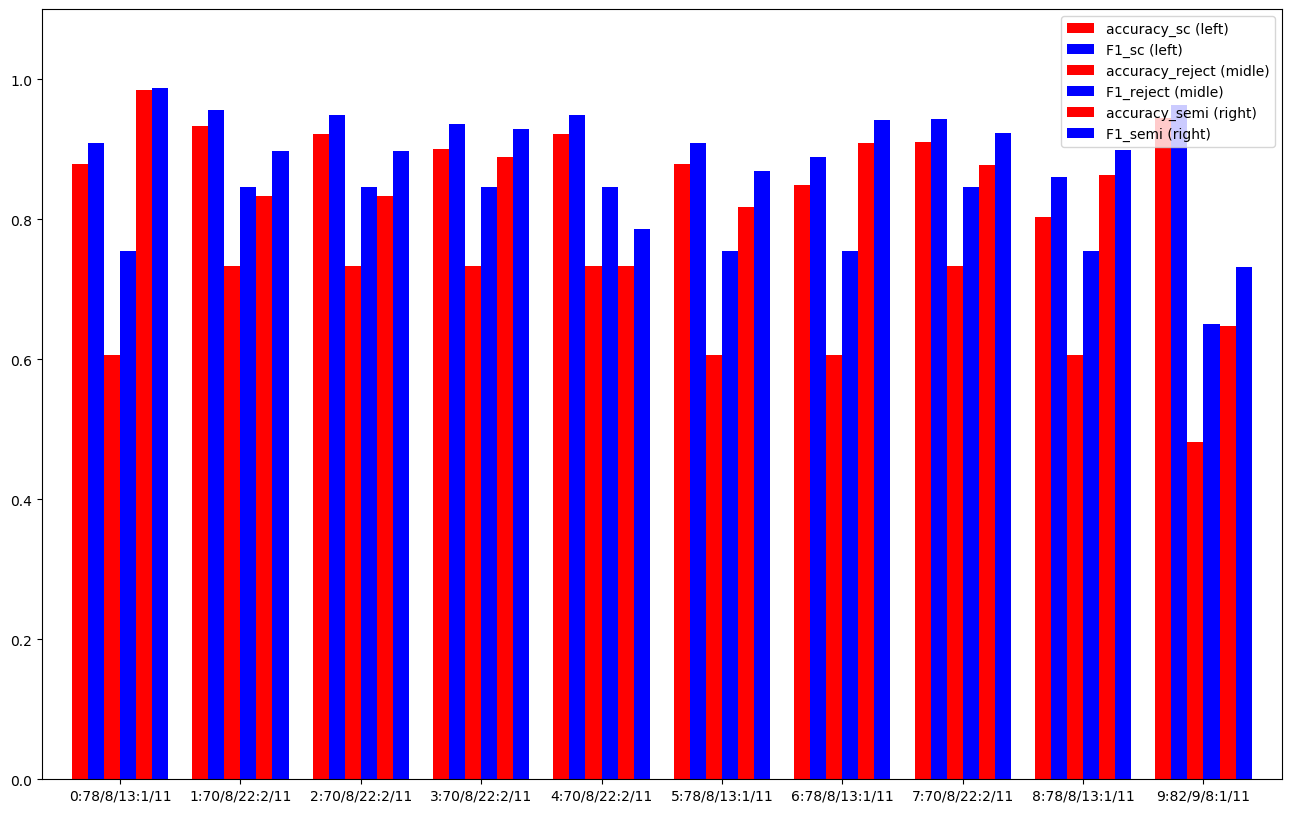 accuracy_sc (left)
F1_sc (left)
accuracy_reject (midle)
F1_reject (midle)
accuracy_semi (right)
F1_semi (right)
1.0
0.8
0.6
0.4
0.2
0.0
0:78/8/13:1/11 1:70/8/22:2/11 2:70/8/22:2/11 3:70/8/22:2/11 4:70/8/22:2/11 5:78/8/13:1/11 6:78/8/13:1/11 7:70/8/22:2/11 8:78/8/13:1/11 9:82/9/8:1/11